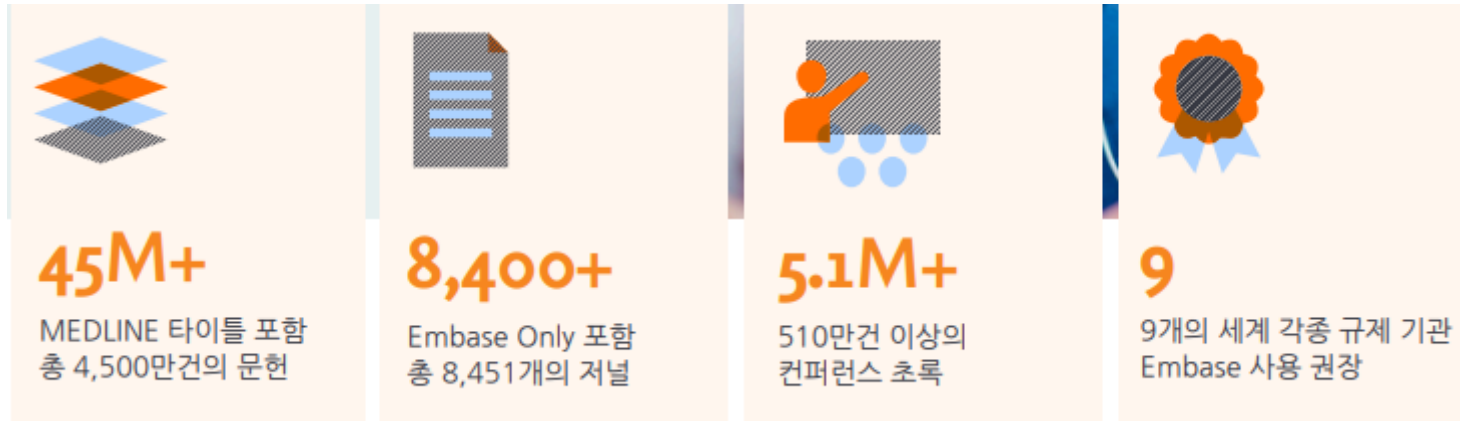 45M+
MEDLINE 타이틀 포함
총 4,500만건의 문헌
8,400+
Embase Only 포함
총 8,451개의 저널
5.1M+
510만건 이상의
컨퍼런스 초록
9
9개의 세계 각종 규제 기관
Embase 사용 권장